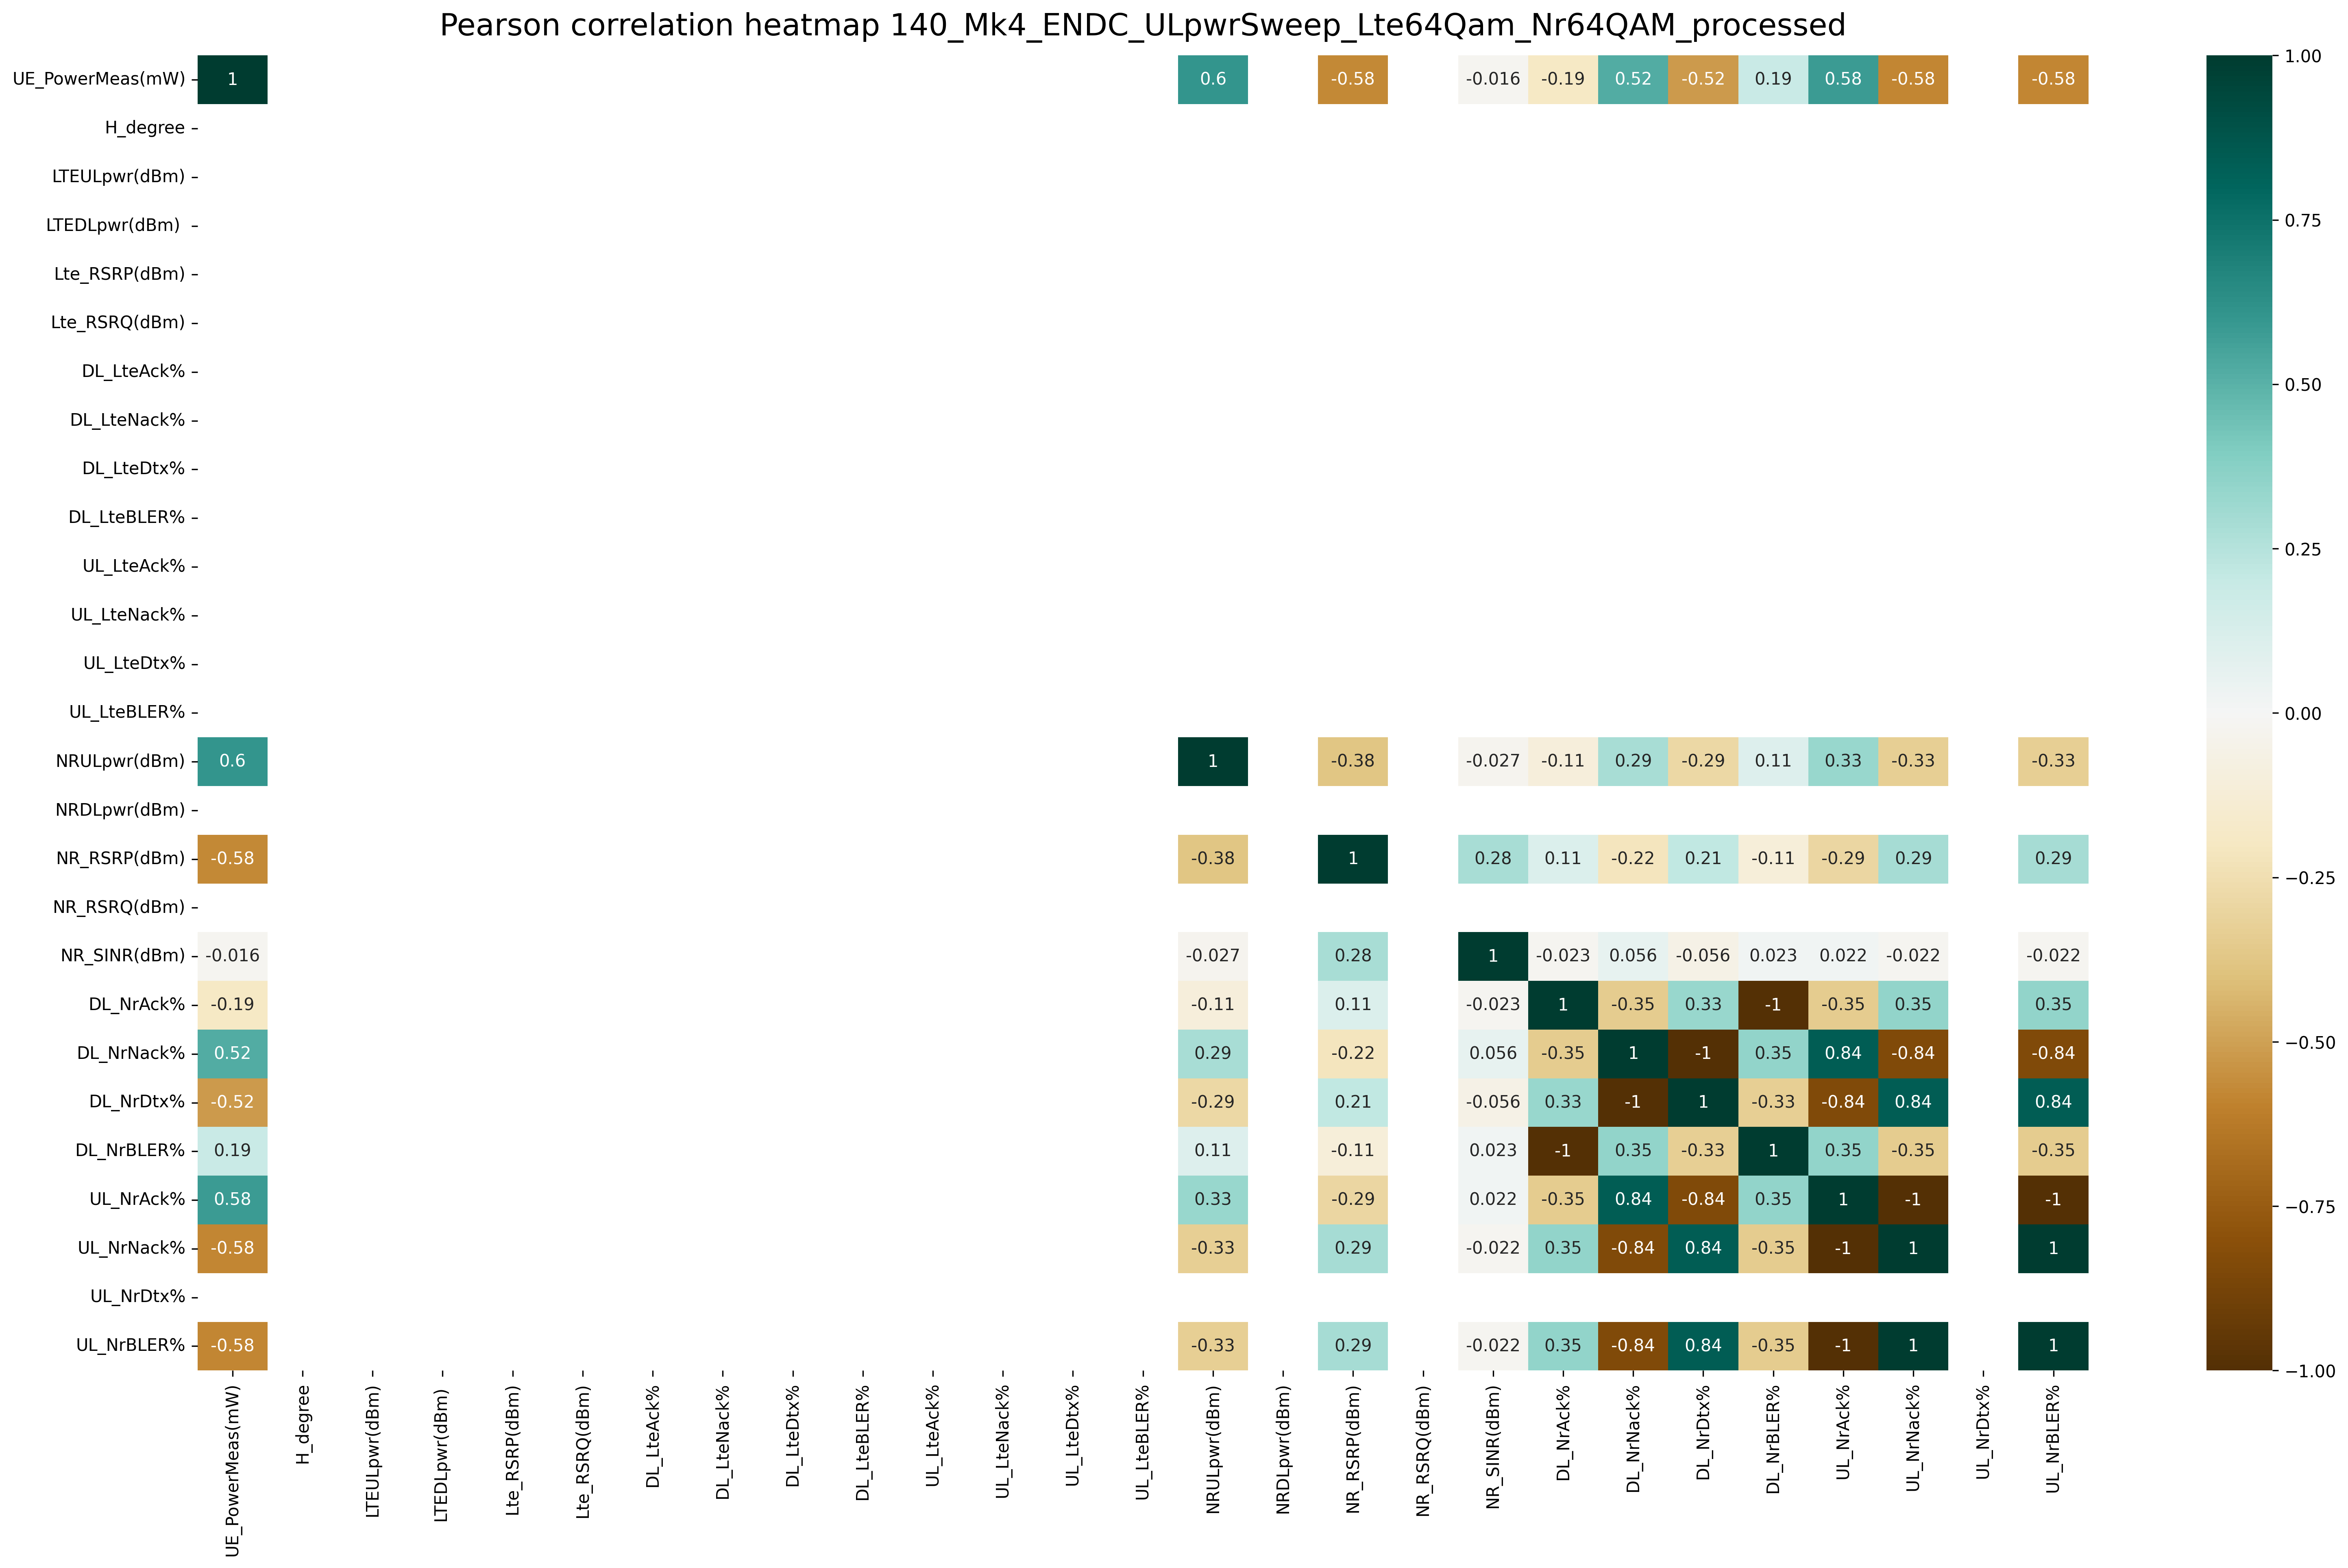 Pearson correlation heatmap 140_Mk4_ENDC_ULpwrSweep_Lte64Qam_Nr64QAM_processed
UE_PowerMeas(mW) 1 0.6 -0.58 -0.016 -0.19 0.52 -0.52 0.19 0.58 -0.58 -0.58
H_degree
LTEULpwr(dBm)
LTEDLpwr(dBm)
Lte_RSRP(dBm)
Lte_RSRQ(dBm)
DL_LteAck%
DL_LteNack%
DL_LteDtx%
DL_LteBLER%
UL_LteAck%
UL_LteNack%
UL_LteDtx%
UL_LteBLER%
NRULpwr(dBm) 0.6 1 -0.38 -0.027 -0.11 0.29 -0.29 0.11 0.33 -0.33 -0.33
NRDLpwr(dBm)
NR_RSRP(dBm) -0.58 -0.38 1 0.28 0.11 -0.22 0.21 -0.11 -0.29 0.29 0.29
NR_RSRQ(dBm)
NR_SINR(dBm) -0.016 -0.027 0.28 1 -0.023 0.056 -0.056 0.023 0.022 -0.022 -0.022
DL_NrAck% -0.19 -0.11 0.11 -0.023 1 -0.35 0.33 -1 -0.35 0.35 0.35
DL_NrNack% 0.52 0.29 -0.22 0.056 -0.35 1 -1 0.35 0.84 -0.84 -0.84
DL_NrDtx% -0.52 -0.29 0.21 -0.056 0.33 -1 1 -0.33 -0.84 0.84 0.84
DL_NrBLER% 0.19 0.11 -0.11 0.023 -1 0.35 -0.33 1 0.35 -0.35 -0.35
UL_NrAck% 0.58 0.33 -0.29 0.022 -0.35 0.84 -0.84 0.35 1 -1 -1
UL_NrNack% -0.58 -0.33 0.29 -0.022 0.35 -0.84 0.84 -0.35 -1 1 1
UL_NrDtx%
UL_NrBLER% -0.58 -0.33 0.29 -0.022 0.35 -0.84 0.84 -0.35 -1 1 1
UE_PowerMeas(mW)
H_degree
LTEULpwr(dBm)
LTEDLpwr(dBm)
Lte_RSRP(dBm)
Lte_RSRQ(dBm)
DL_LteAck%
DL_LteNack%
DL_LteDtx%
DL_LteBLER%
UL_LteAck%
UL_LteNack%
UL_LteDtx%
UL_LteBLER%
NRULpwr(dBm)
NRDLpwr(dBm)
NR_RSRP(dBm)
NR_RSRQ(dBm)
NR_SINR(dBm)
DL_NrAck%
DL_NrNack%
DL_NrDtx%
DL_NrBLER%
UL_NrAck%
UL_NrNack%
UL_NrDtx%
UL_NrBLER%
1.00
0.75
0.50
0.25
0.00
−0.25
−0.50
−0.75
−1.00